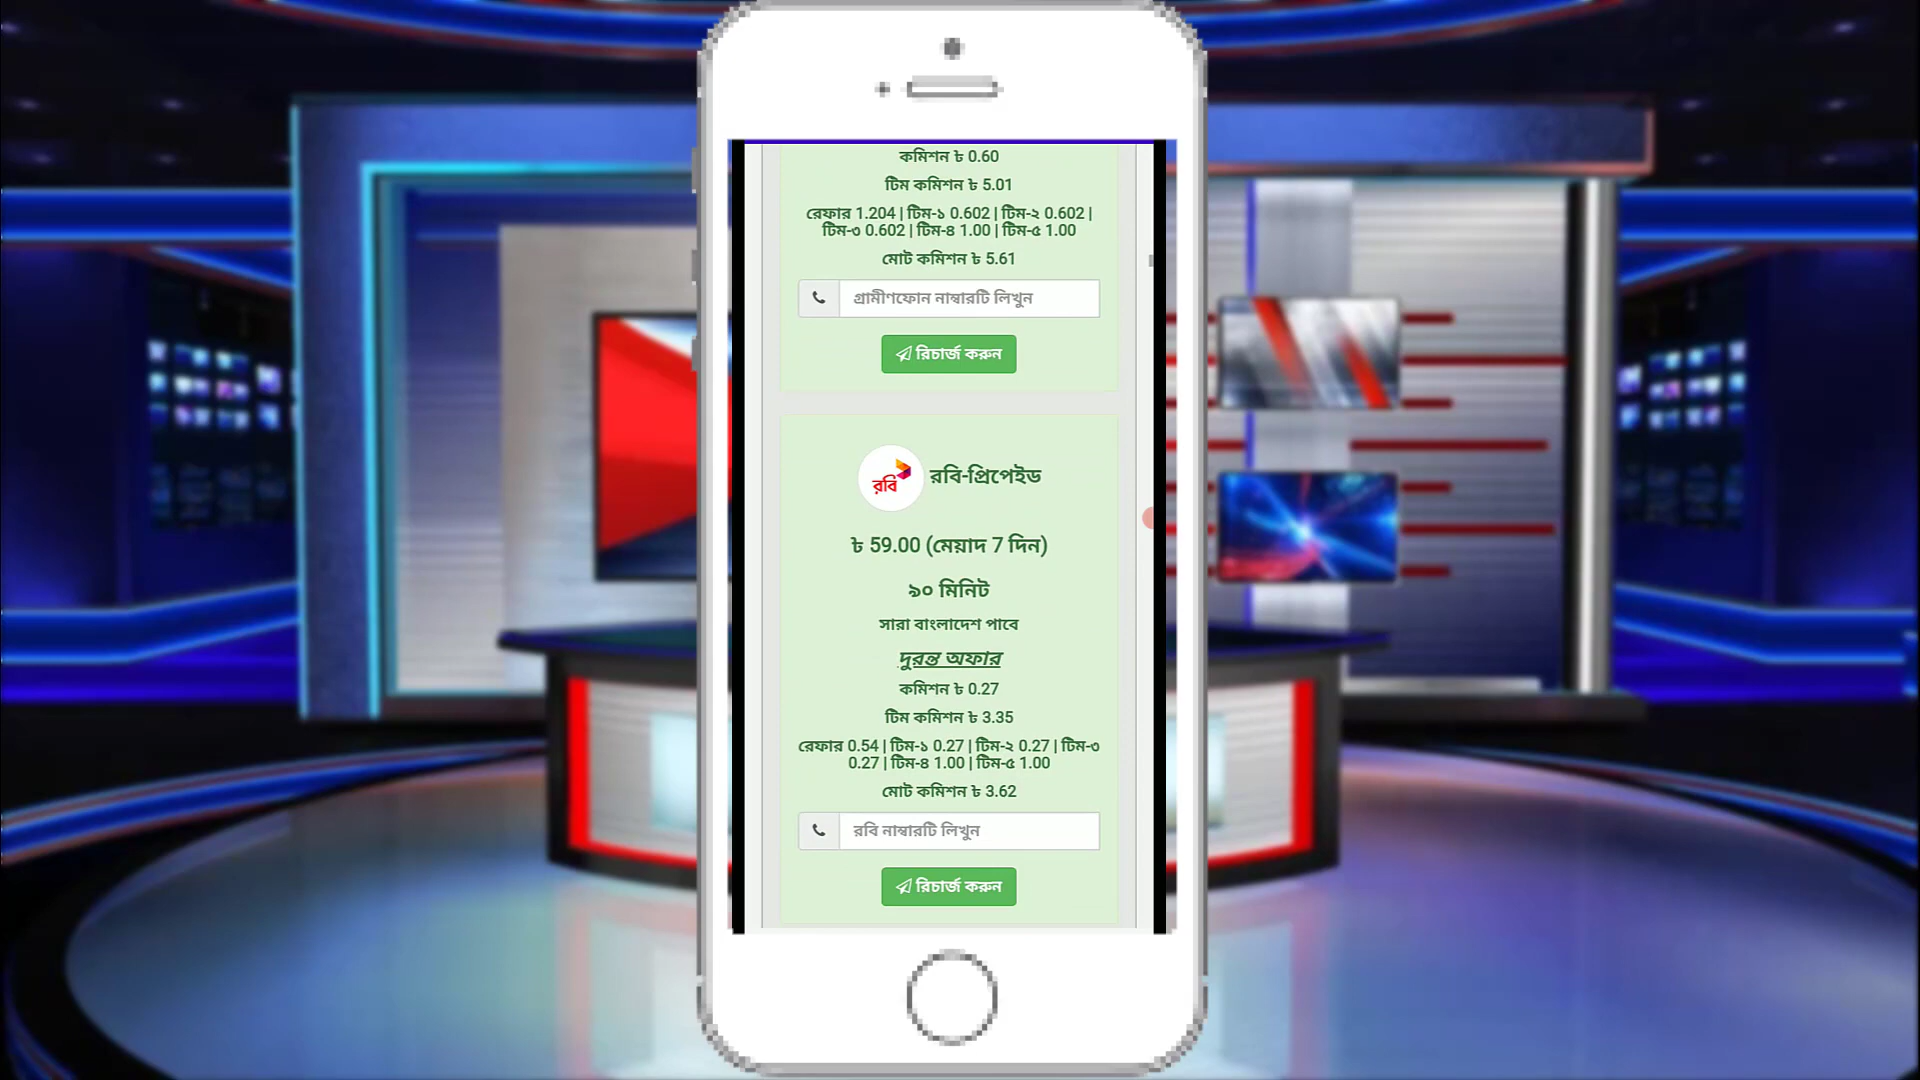 কমিশন ৳ 0.60
টিম কমিশন ৳ 5.01
রেফার 1.204 | টিম-১ 0.602 | টিম-২ 0.602 |
টিম-৩ 0.602 | টিম-৪ 1.00 | টিম-৫ 1.00
মোট কমিশন ৳ 5.61
গ্রামীণফোন নাম্বারটি লিখুন
রিচার্জ করুন
রবি
রবি-প্রিপেইড
৳ 59.00 (মেয়াদ 7 দিন)
৯০ মিনিট
সারা বাংলাদেশ পাবে
দুরন্ত অফার
কমিশন ৳ 0.27
টিম কমিশন ৳ 3.35
রেফার 0.54 | টিম-১ 0.27 | টিম-২ 0.27 | টিম-৩
0.27 | টিম-৪ 1.00 | টিম-৫ 1.00
মোট কমিশন ৳ 3.62
রবি নাম্বারটি লিখুন
রিচার্জ করুন